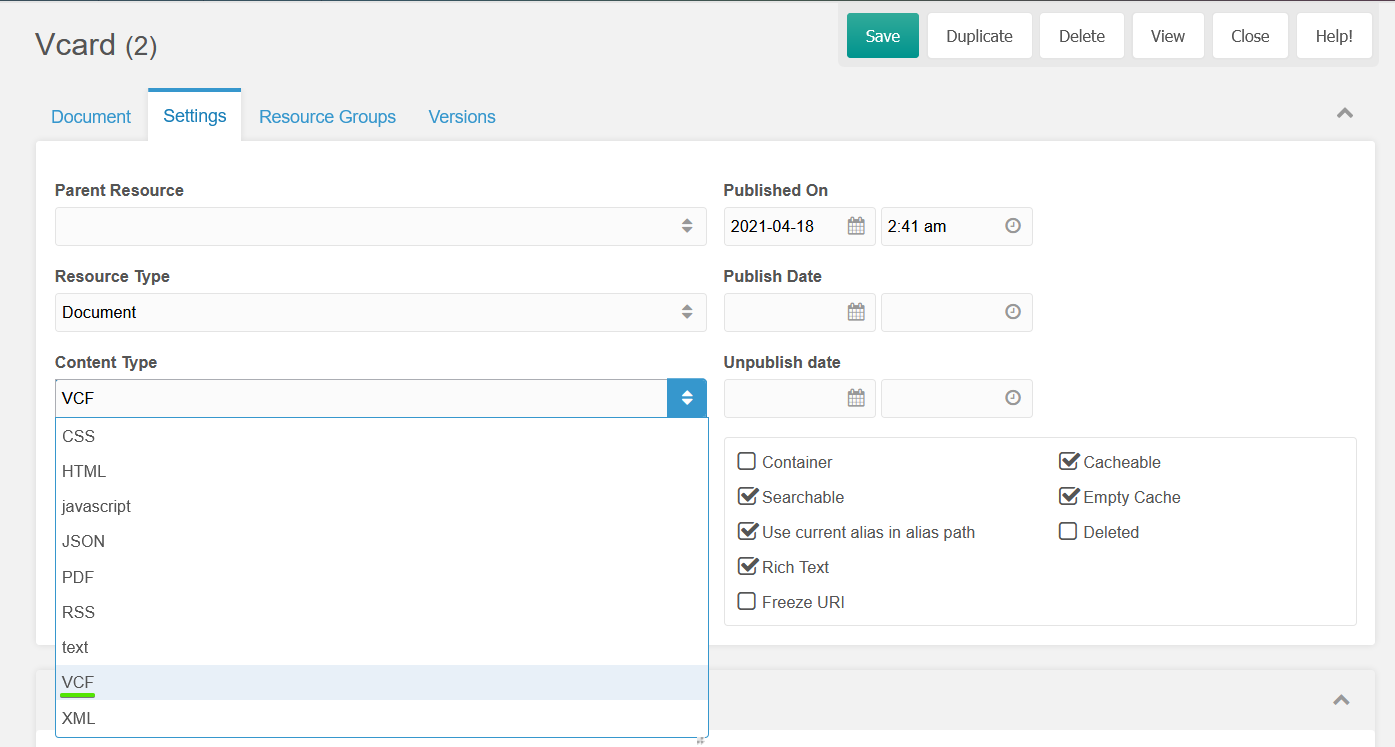 Vcard (2)
Save Duplicate Delete View Close Help!
Document Settings Resource Groups Versions
Parent Resource
Published On
2021-04-18 2:41 am
Resource Type
Publish Date
Document
Content Type
Unpublish date
VCF
CSS
HTML
javascript
JSON
PDF
RSS
text
VCF
XML
Container Cacheable
Searchable Empty Cache
Use current alias in alias path Deleted
Rich Text
Freeze URI